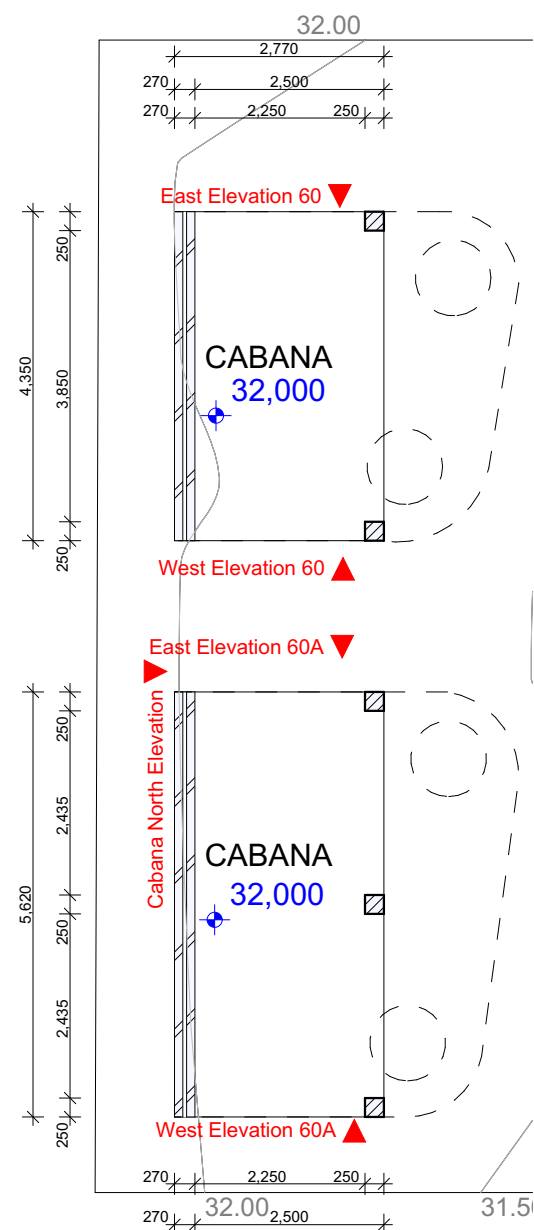 32.00
2,770
270 2,500
270 2,250 250
East Elevation 60
250
CABANA
32,000
4,350
3,850
250
West Elevation 60
East Elevation 60A
Cabana North Elevation
250
2,435
CABANA
32,000
5,620
250
2,435
250
West Elevation 60A
270 2,250 250
32.00
31.50
270 2,500